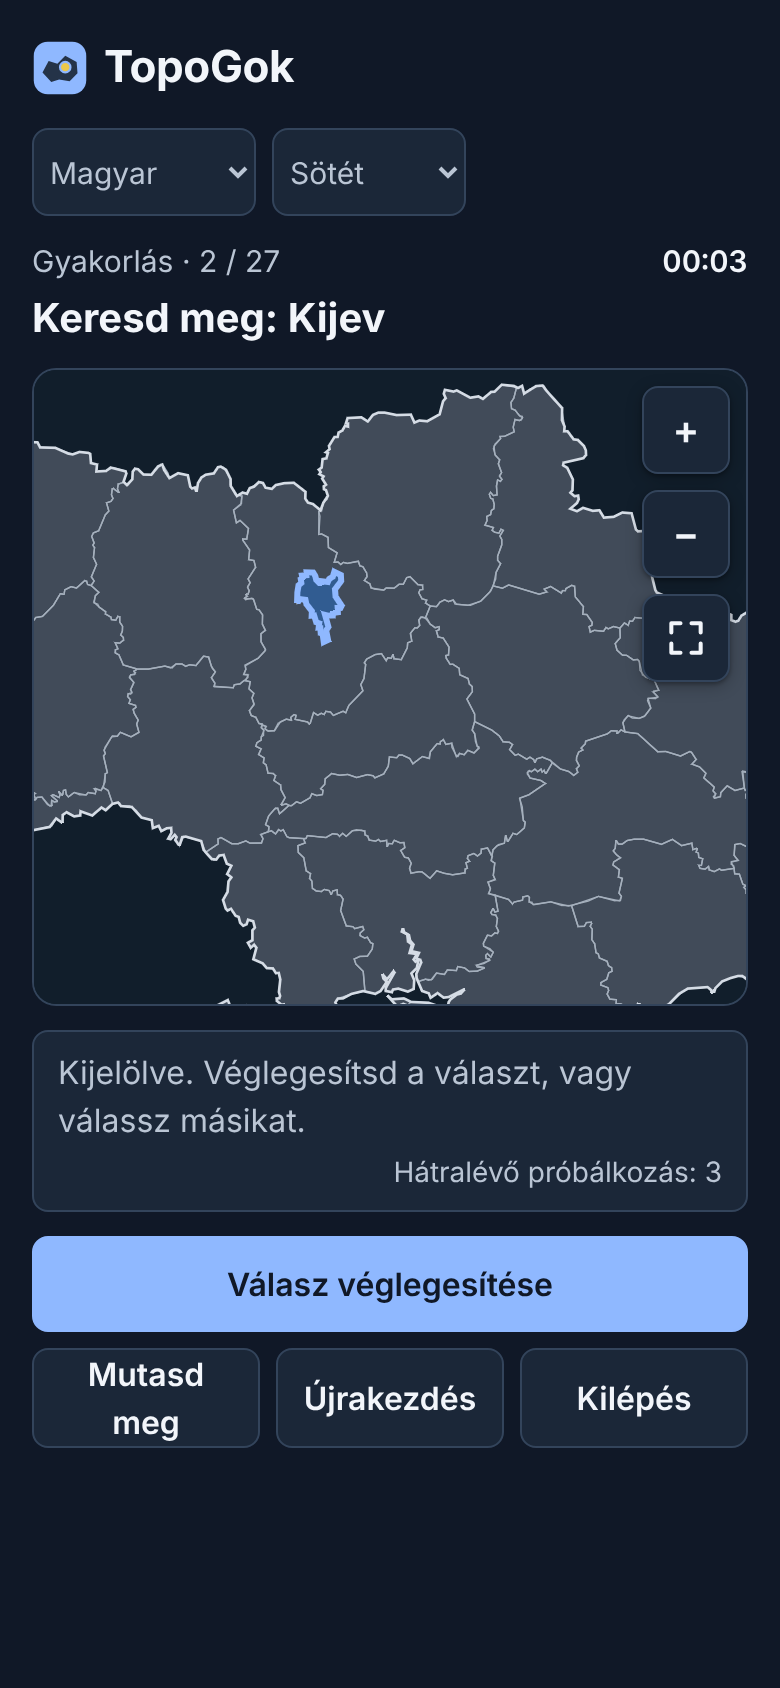 TopoGok
Magyar
Sötét
Gyakorlás · 2 / 27
00:03
Keresd meg: Kijev
+
−
Kijelölve. Véglegesítsd a választ, vagy
válassz másikat.
Hátralévő próbálkozás: 3
Válasz véglegesítése
Mutasd
meg
Újrakezdés
Kilépés